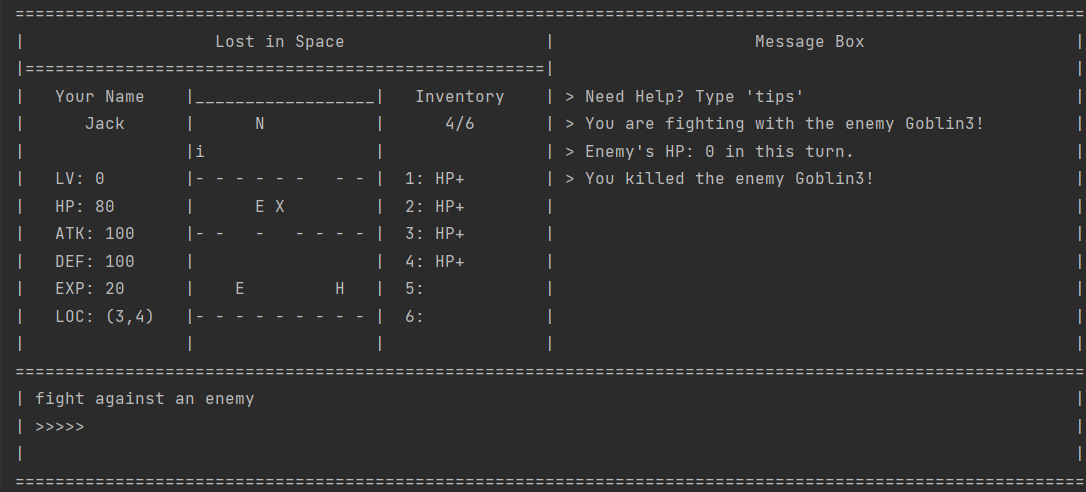 ===========================================================================================================
|                   Lost in Space                    |                    Message Box                     |
|====================================================|                                                    |
|   Your Name    |__________________|   Inventory    | > Need Help? Type 'tips'                           |
|      Jack      |      N           |      4/6       | > You are fighting with the enemy Goblin3!         |
|                |i                 |                | > Enemy's HP: 0 in this turn.                      |
|   LV: 0        |- - - - - -   - - |  1: HP+        | > You killed the enemy Goblin3!                    |
|   HP: 80       |      E X         |  2: HP+        |                                                    |
|   ATK: 100     |- -   -   - - - - |  3: HP+        |                                                    |
|   DEF: 100     |                  |  4: HP+        |                                                    |
|   EXP: 20      |    E         H   |  5:            |                                                    |
|   LOC: (3,4)   |- - - - - - - - - |  6:            |                                                    |
|                |                  |                |                                                    |
===========================================================================================================
| fight against an enemy                                                                                  |
| >>>>>                                                                                                   |
|                                                                                                         |
===========================================================================================================